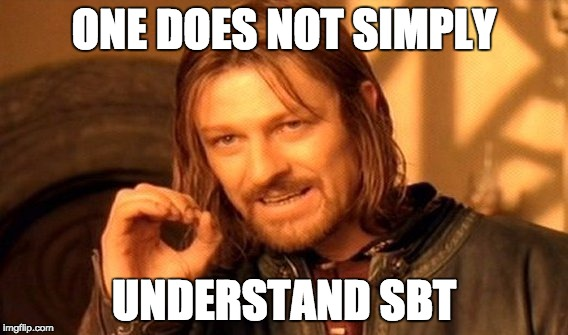 ONE DOES NOT SIMPLY
UNDERSTAND SBT
imgflip.com